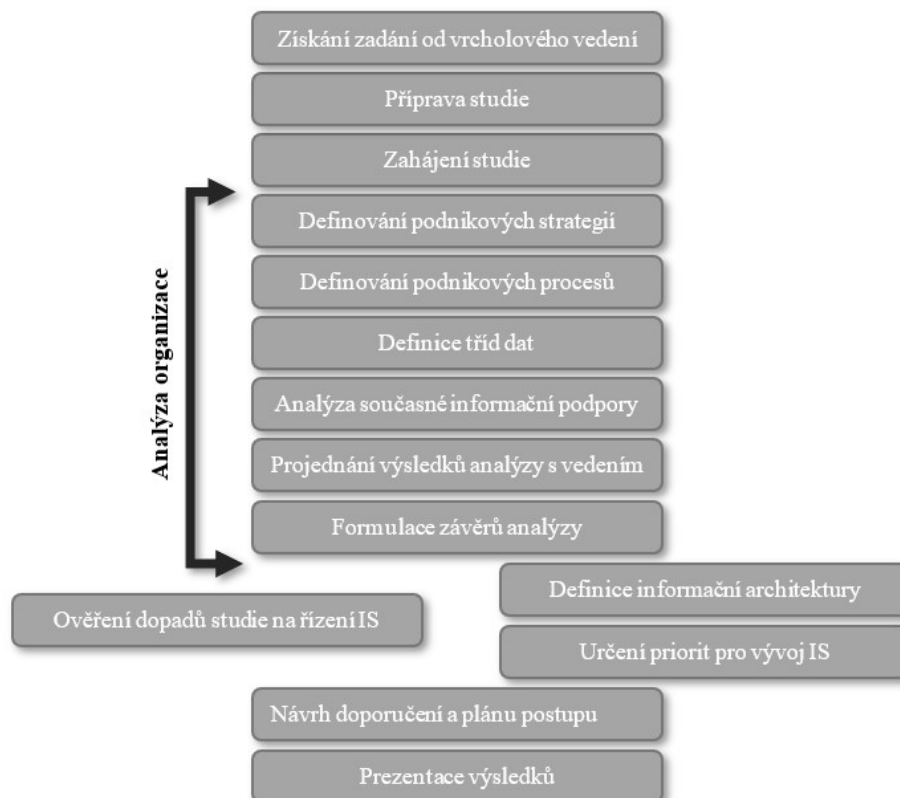 Získání zadání od vrcholového vedení
Příprava studie
Zahájení studie
Definování podnikových strategií
Definování podnikových procesů
Definice tříd dat
Analýza současné informační podpory
Projednání výsledků analýzy s vedením
Formulace závěrů analýzy
Analýza organizace
Definice informační architektury
Ověření dopadů studie na řízení IS
Určení priorit pro vývoj IS
Návrh doporučení a plánu postupu
Prezentace výsledků